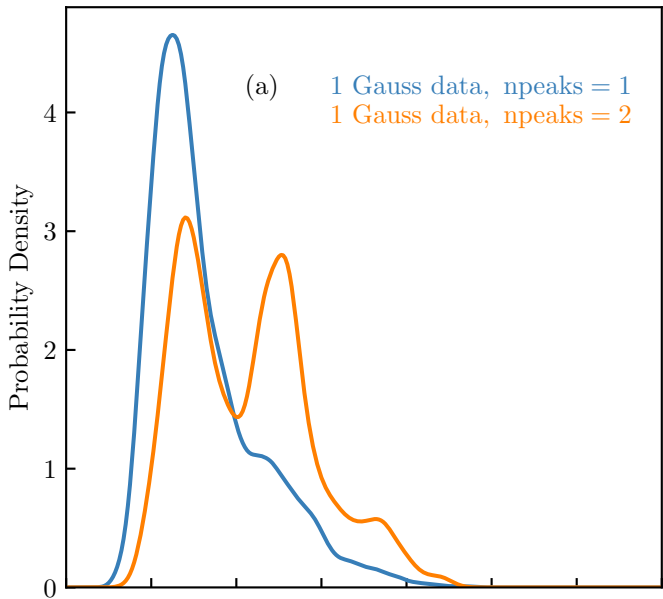 (a)
1 Gauss data, npeaks = 1
1 Gauss data, npeaks = 2
Probability Density
4
3
2
1
0